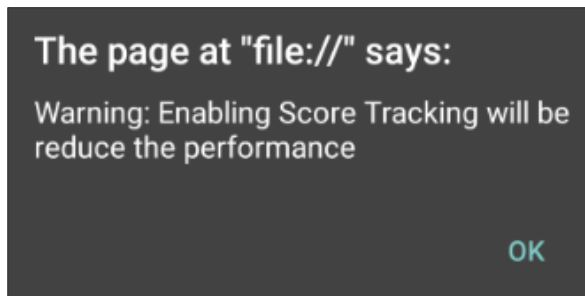 The page at "file://" says:
Warning: Enabling Score Tracking will be
reduce the performance
OK